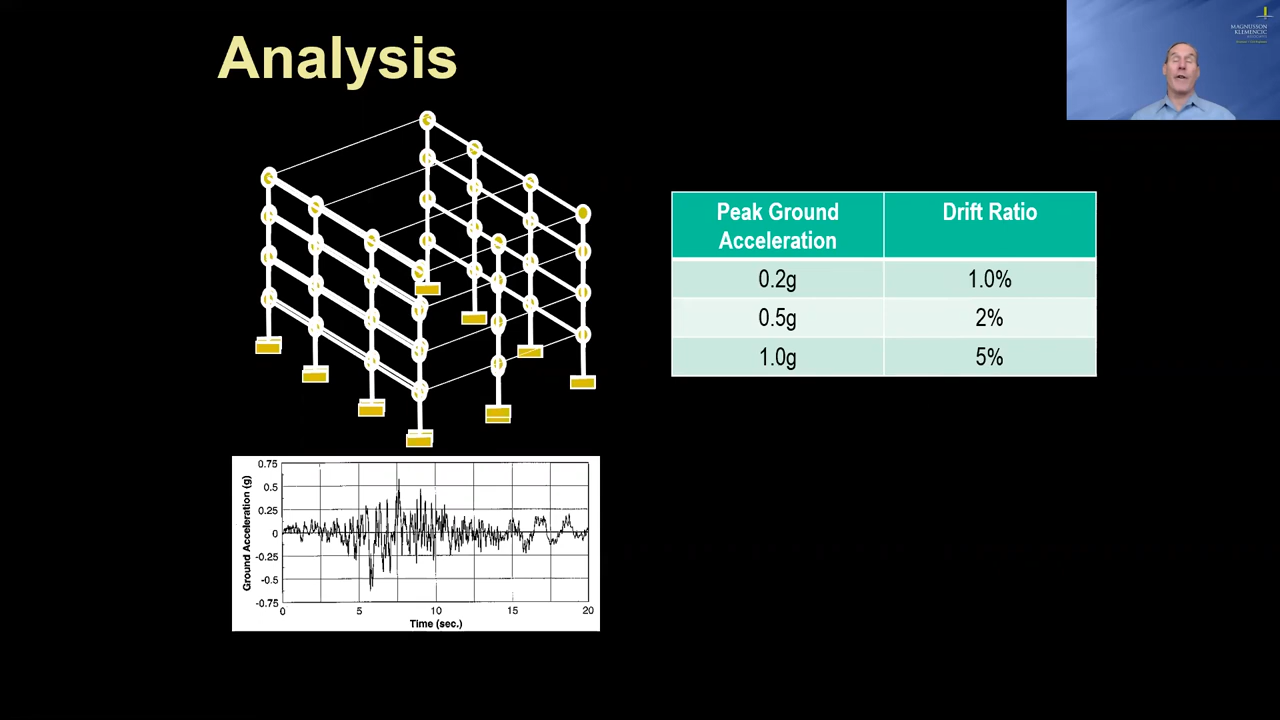 Analysis
MAGNUSSON
KLEMENCIC
Peak Ground
Acceleration
Drift Ratio
0.2g
1.0%
0.5g
2%
1.0g
5%
Ground Acceleration (g)
0.75
0.5
0.25
0
-0.25
-0.5
-0.75
0
5
10
15
20
Time (sec.)